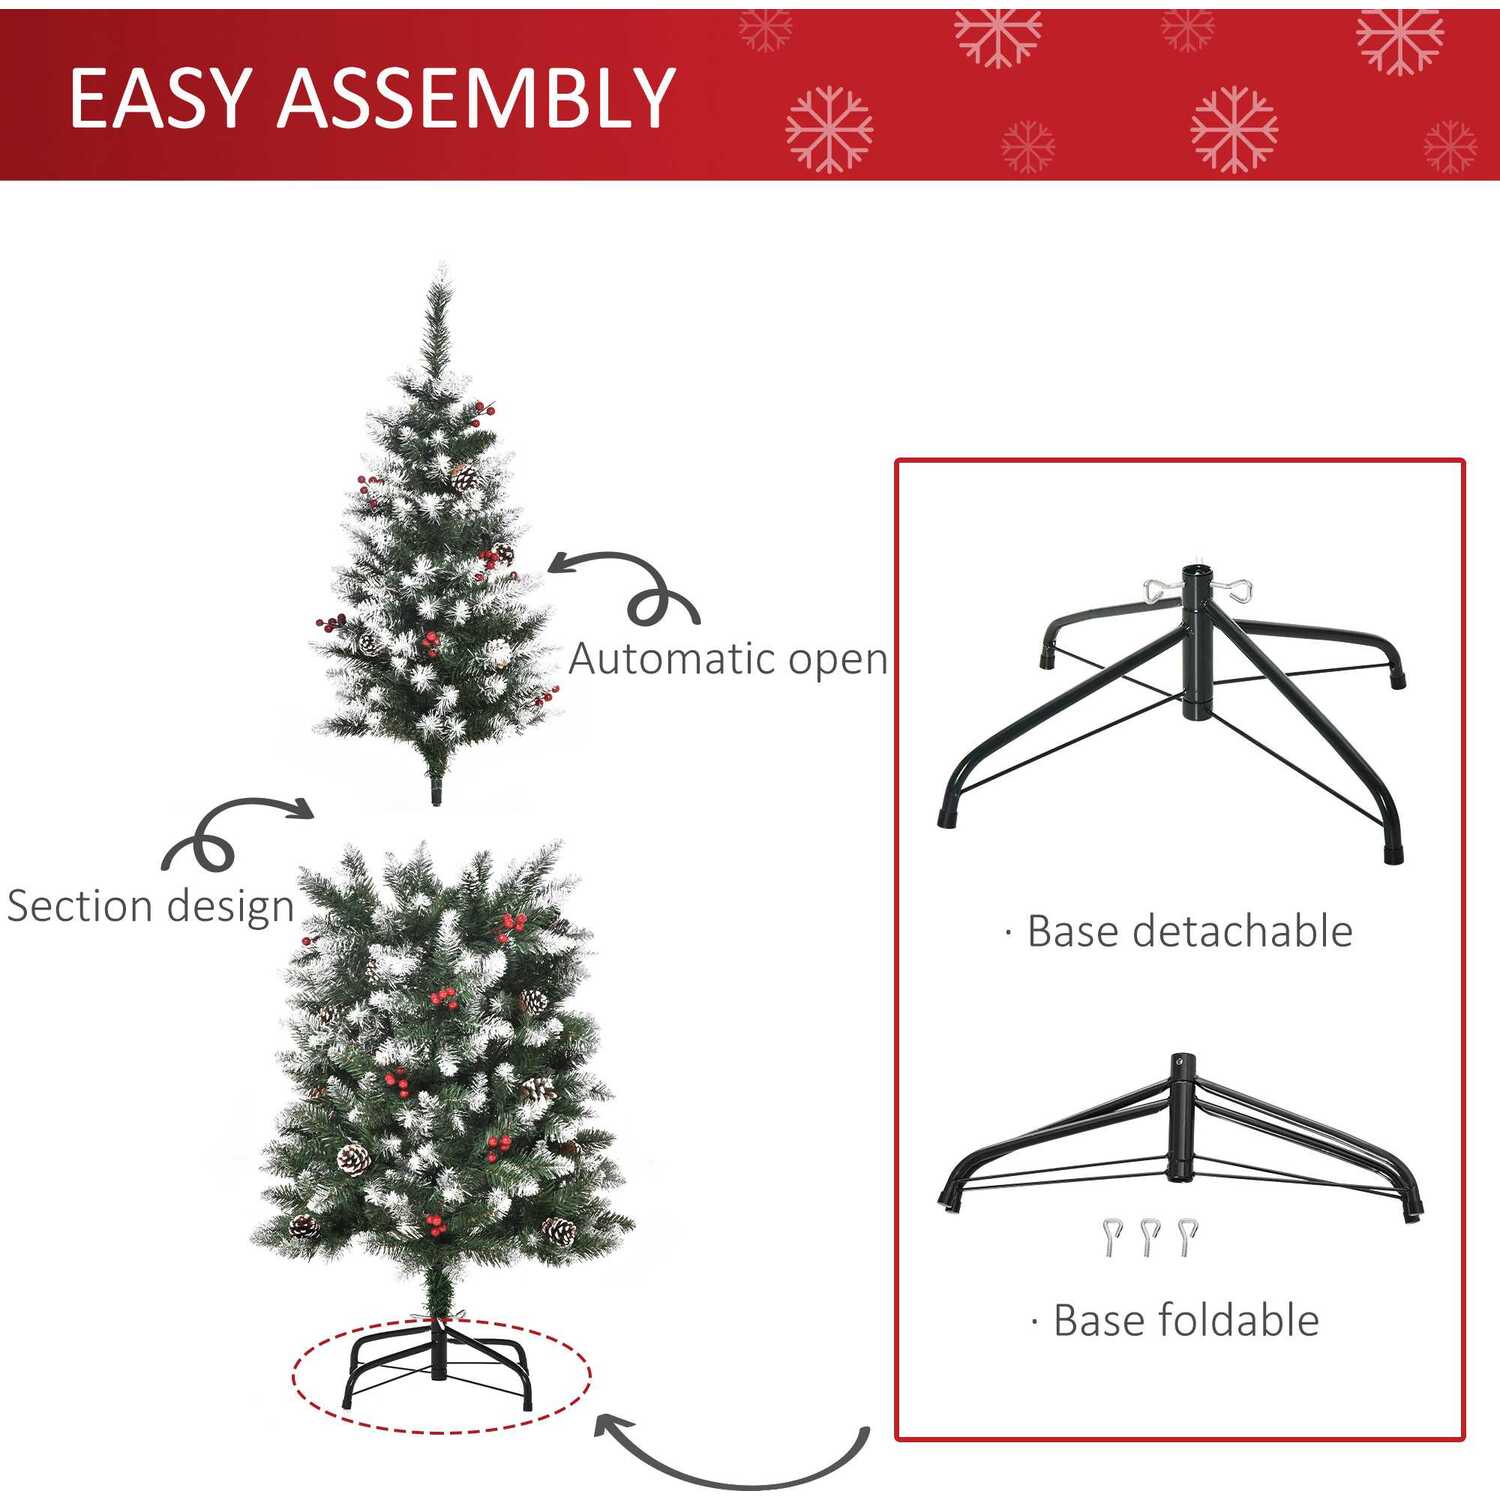 EASY ASSEMBLY
Automatic open
Section design
· Base detachable
· Base foldable